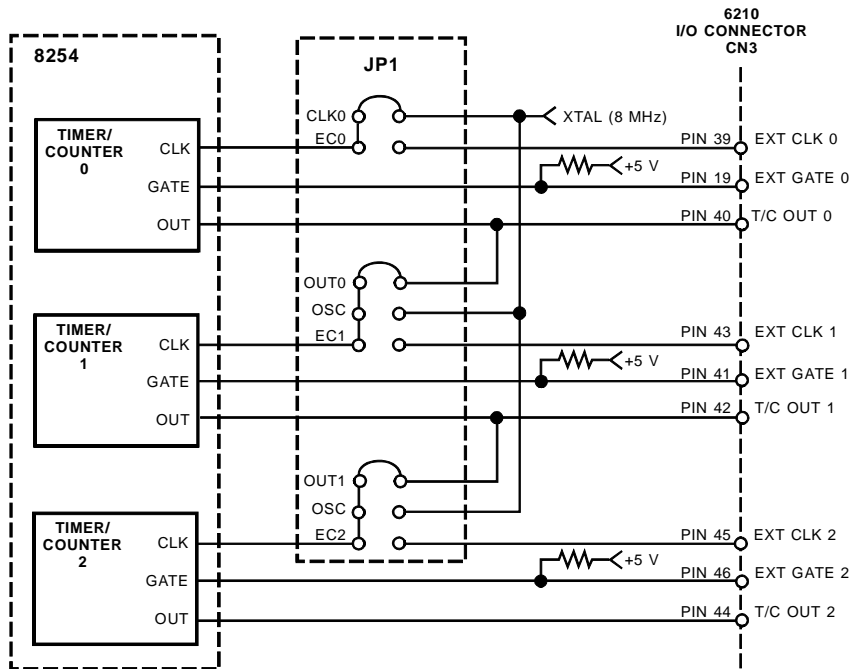 6210
I/O CONNECTOR
CN3
8254
JP1
CLK0
XTAL (8 MHz)
TIMER/
COUNTER
0
CLK
EC0
PIN 39
EXT CLK 0
+5 V
GATE
PIN 19
EXT GATE 0
OUT
PIN 40
T/C OUT 0
OUT0
OSC
TIMER/
COUNTER
1
CLK
EC1
PIN 43
EXT CLK 1
+5 V
GATE
PIN 41
EXT GATE 1
OUT
PIN 42
T/C OUT 1
OUT1
OSC
TIMER/
COUNTER
2
CLK
EC2
PIN 45
EXT CLK 2
+5 V
GATE
PIN 46
EXT GATE 2
OUT
PIN 44
T/C OUT 2